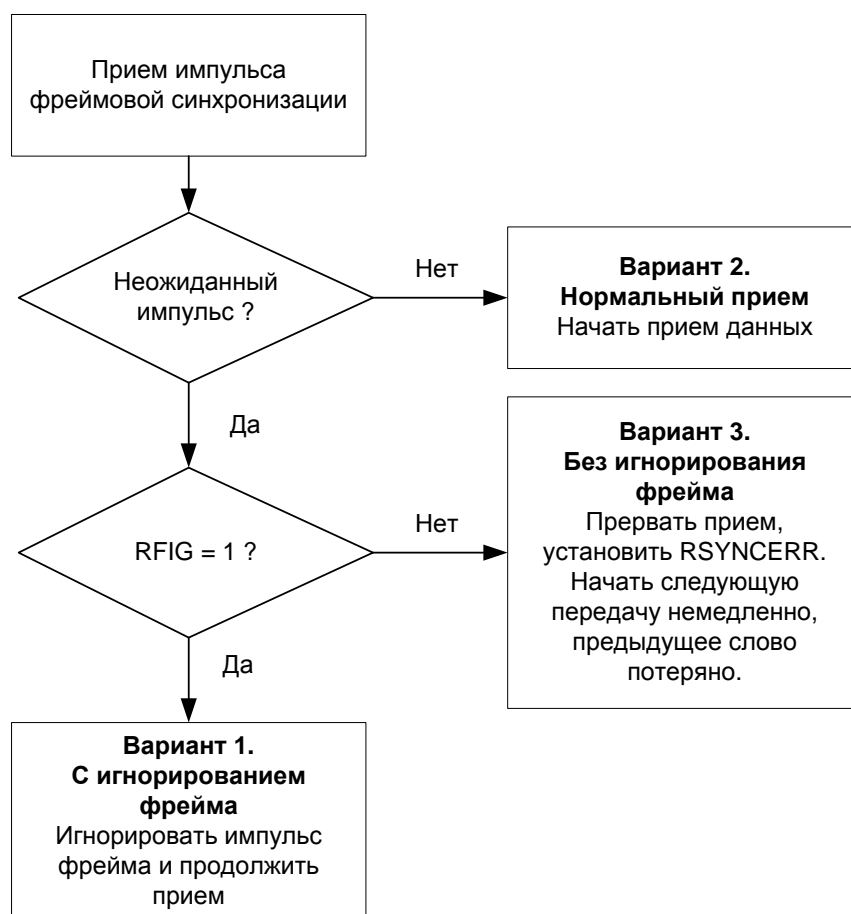 Прием импульса
фреймовой синхронизации
Неожиданный
импульс ?
Нет
Вариант 2.
Нормальный прием
Начать прием данных
Да
RFIG = 1 ?
Нет
Вариант 3.
Без игнорирования
фрейма
Прервать прием,
установить RSYNCERR.
Начать следующую
передачу немедленно,
предыдущее слово
потеряно.
Да
Вариант 1.
С игнорированием
фрейма
Игнорировать импульс
фрейма и продолжить
прием